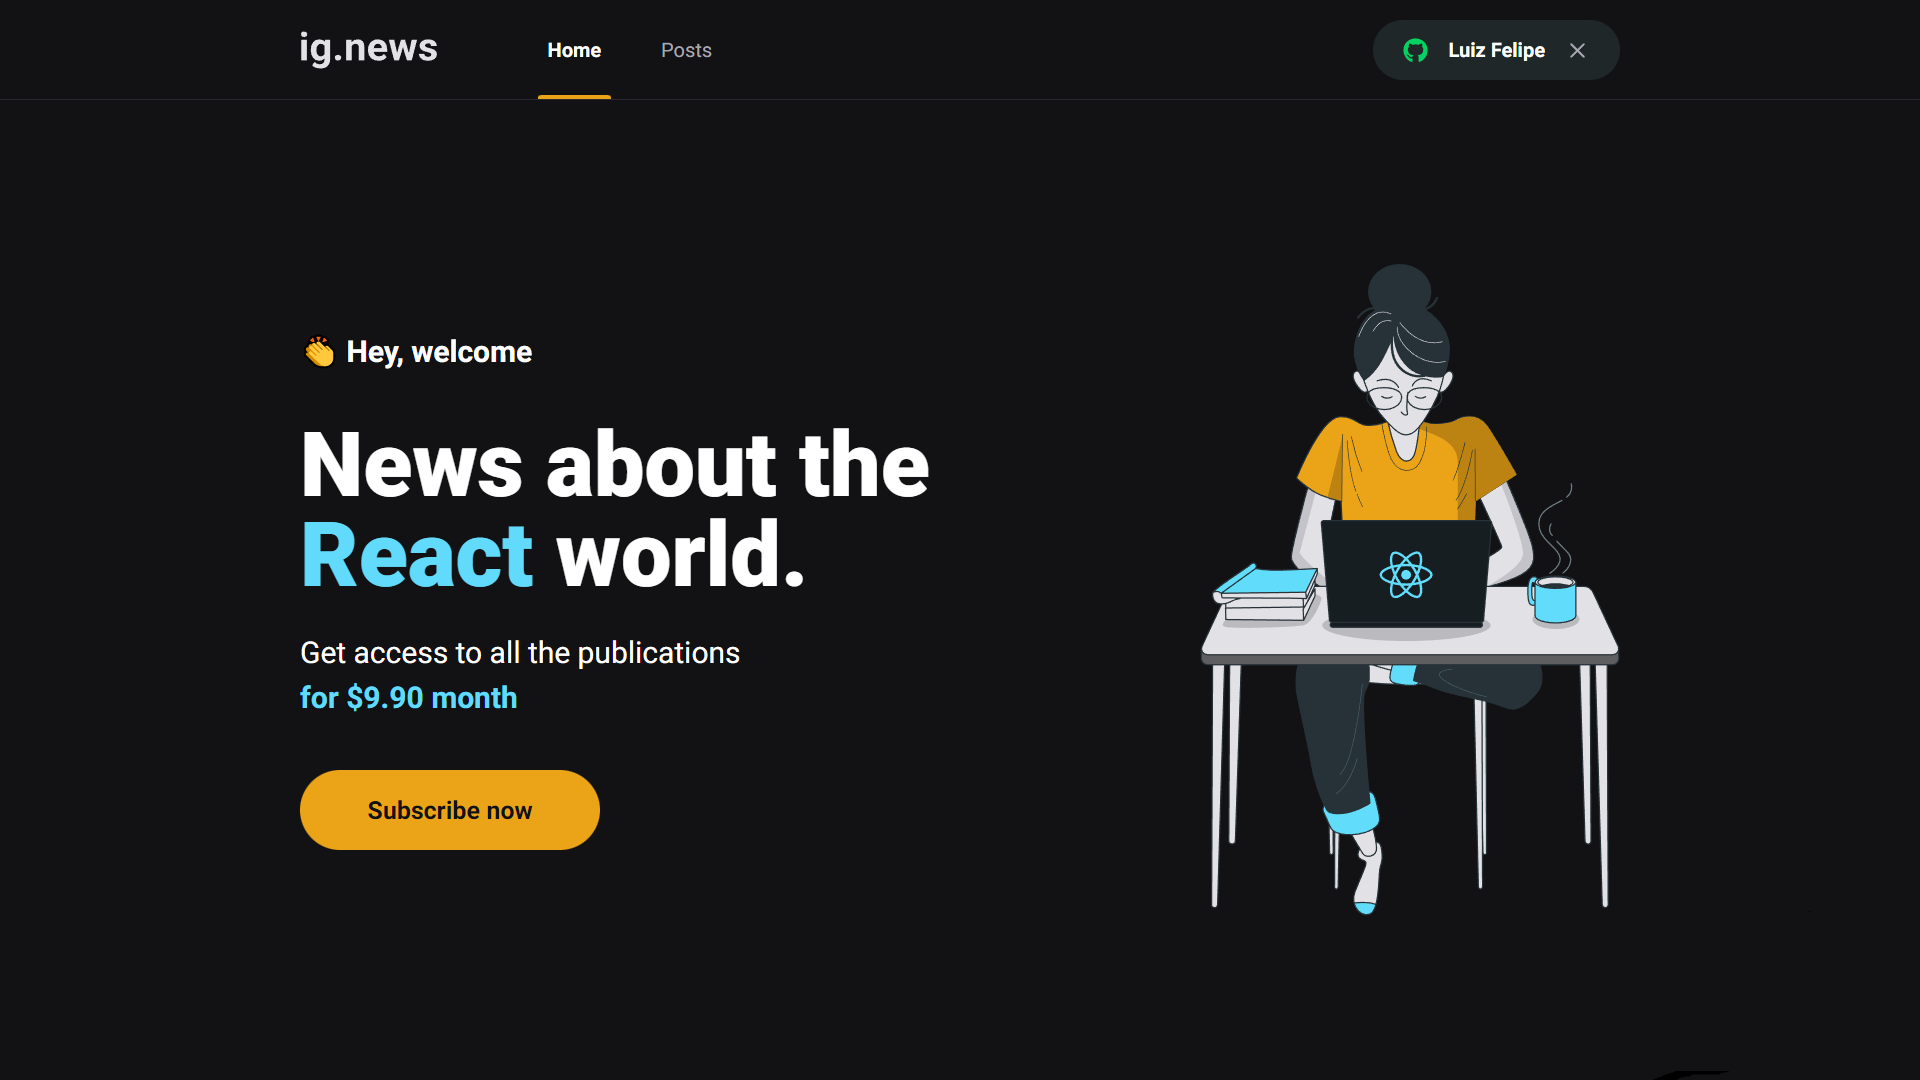 ig.news
Home
Posts
Luiz Felipe
👏 Hey, welcome
News about the
React world.
Get access to all the publications
for $9.90 month
Subscribe now